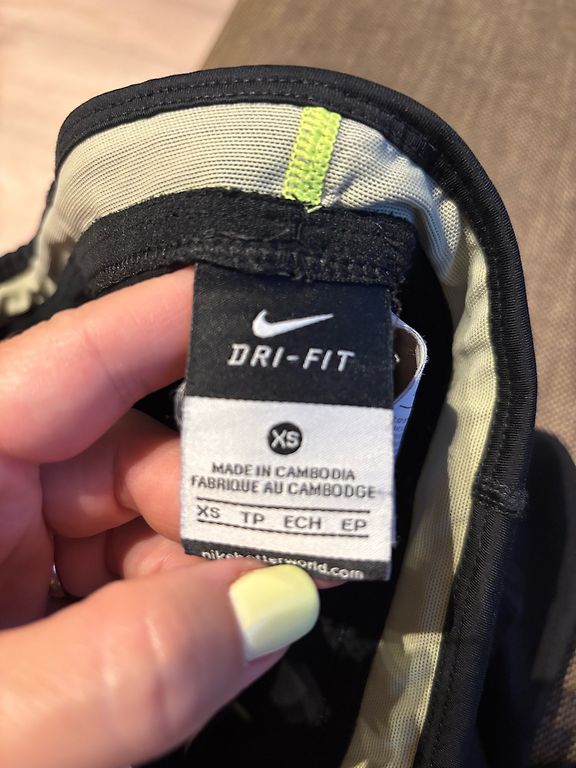 DRI-FIT
XS
MADE IN CAMBODIA
FABRIQUE AU CAMBODGE
XS TP ECH EP
nikebetterworld.com